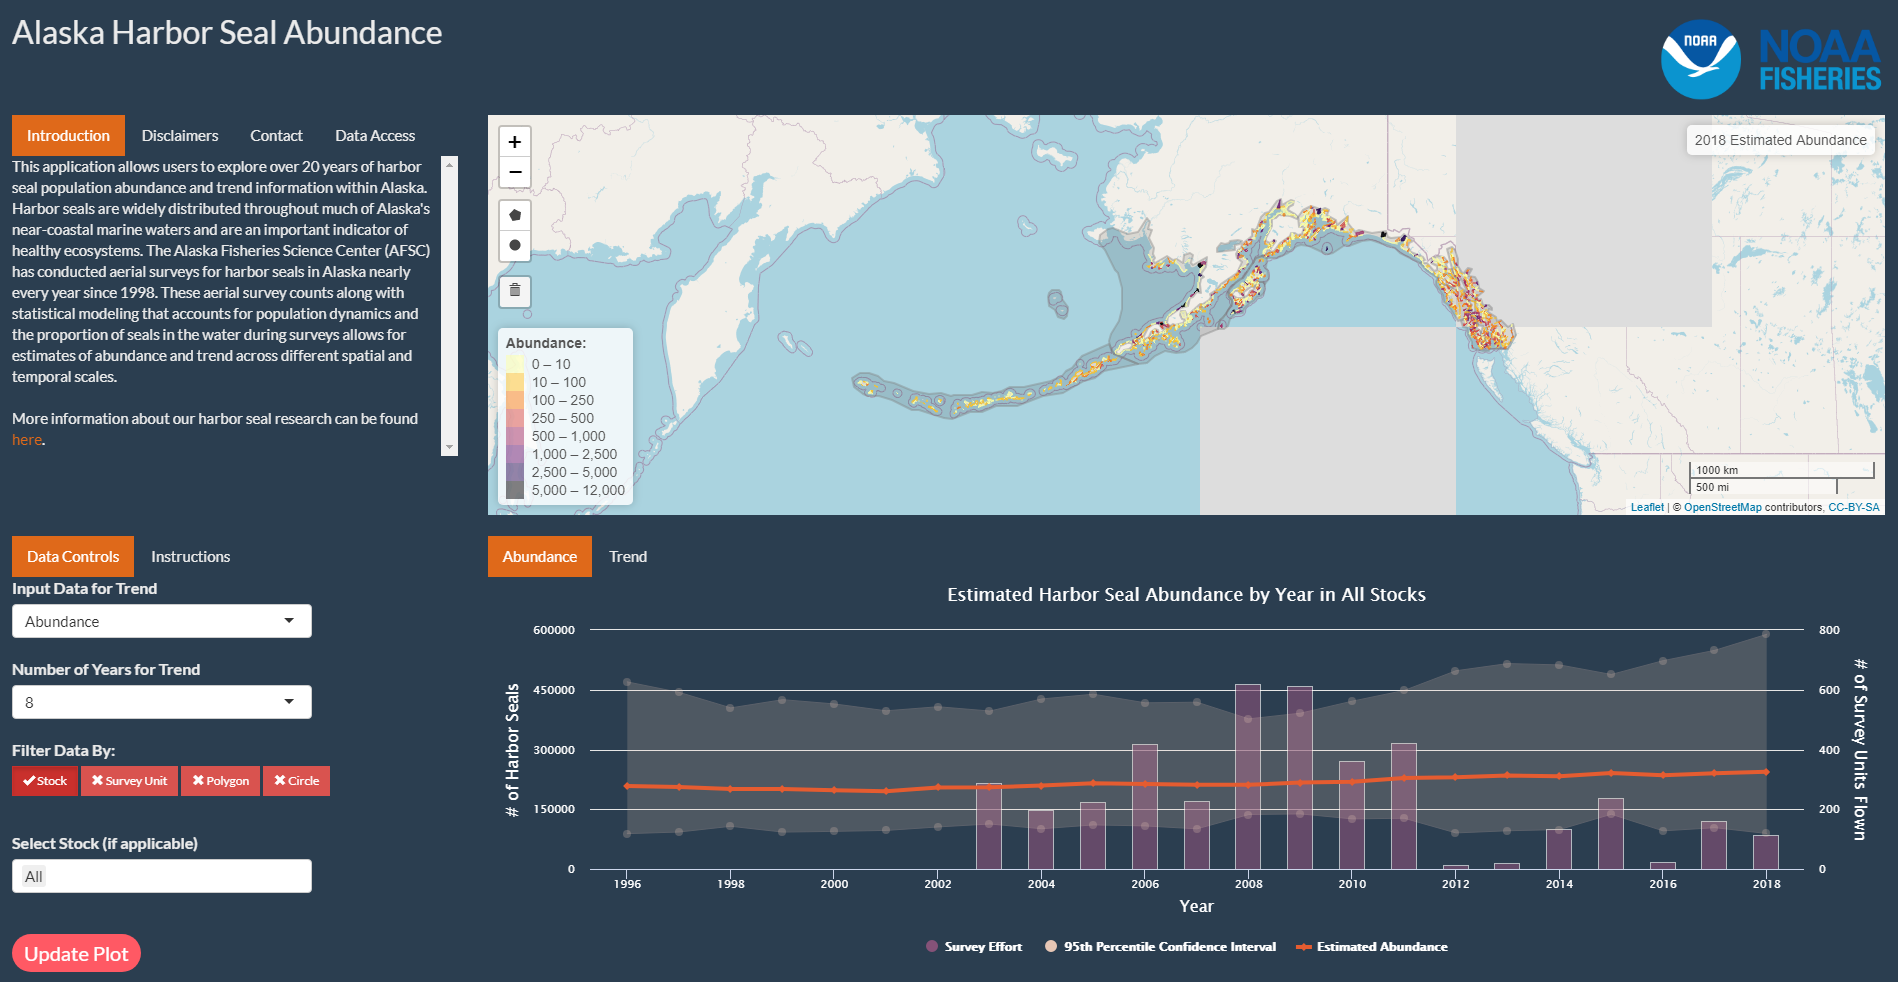 Alaska Harbor Seal Abundance
NOAA
NOAA
FISHERIES
Introduction
Disclaimers
Contact
Data Access
This application allows users to explore over 20 years of harbor
seal population abundance and trend information within Alaska.
Harbor seals are widely distributed throughout much of Alaska's
near-coastal marine waters and are an important indicator of
healthy ecosystems. The Alaska Fisheries Science Center (AFSC)
has conducted aerial surveys for harbor seals in Alaska nearly
every year since 1998. These aerial survey counts along with
statistical modeling that accounts for population dynamics and
the proportion of seals in the water during surveys allows for
estimates of abundance and trend across different spatial and
temporal scales.
More information about our harbor seal research can be found
here.
+
−
2018 Estimated Abundance
Abundance:
0 – 10
10 – 100
100 – 250
250 – 500
500 – 1,000
1,000 – 2,500
2,500 – 5,000
5,000 – 12,000
1000 km
500 mi
Leaflet | © OpenStreetMap contributors, CC-BY-SA
Data Controls
Instructions
Input Data for Trend
Abundance
Number of Years for Trend
8
Filter Data By:
Stock
Survey Unit
Polygon
Circle
Select Stock (if applicable)
All
Update Plot
Abundance
Trend
Estimated Harbor Seal Abundance by Year in All Stocks
# of Harbor Seals
600000
450000
300000
150000
0
800
600
400
200
0
# of Survey Units Flown
1996
1998
2000
2002
2004
2006
2008
2010
2012
2014
2016
2018
Year
Survey Effort
95th Percentile Confidence Interval
Estimated Abundance